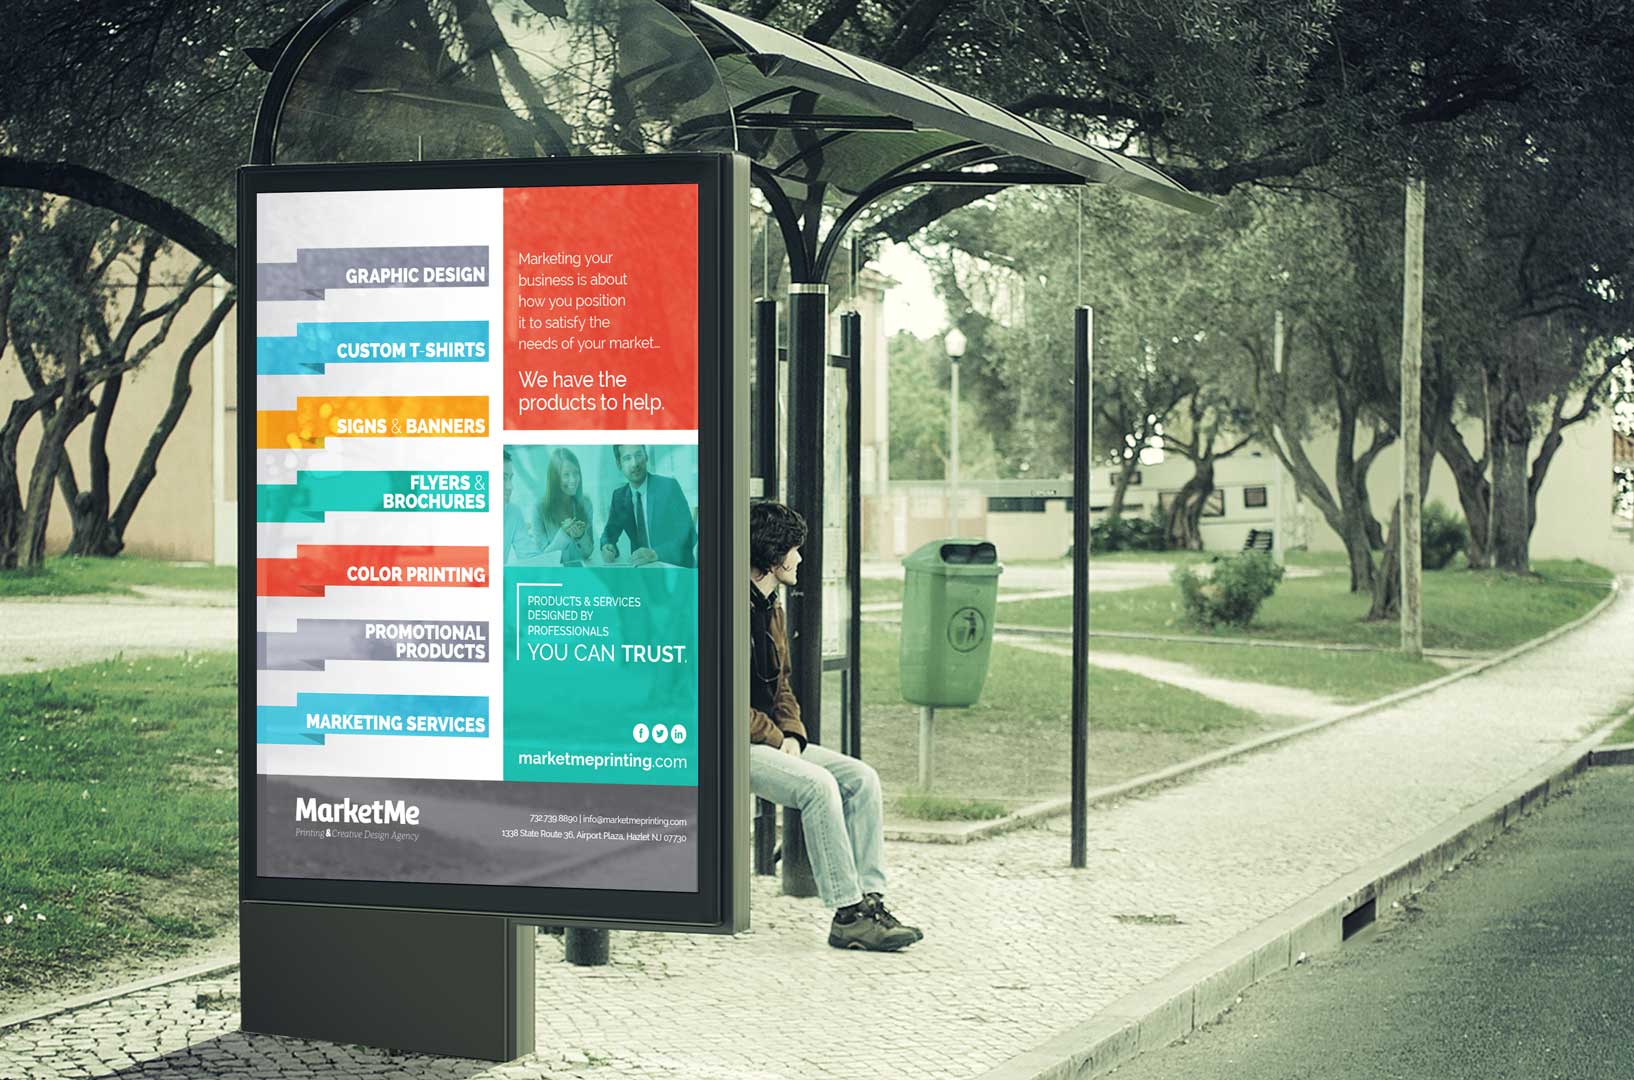 GRAPHIC DESIGN
CUSTOM T-SHIRTS
SIGNS & BANNERS
FLYERS &
BROCHURES
COLOR PRINTING
PROMOTIONAL
PRODUCTS
MARKETING SERVICES
Marketing your
business is about
how you position
it to satisfy the
needs of your market...
We have the
products to help.
PRODUCTS & SERVICES
DESIGNED BY
PROFESSIONALS
YOU CAN TRUST.
f in
marketmeprinting.com
MarketMe
Printing & Creative Design Agency
732.739.8890 | info@marketmeprinting.com
1338 State Route 36, Airport Plaza, Hazlet NJ 07730